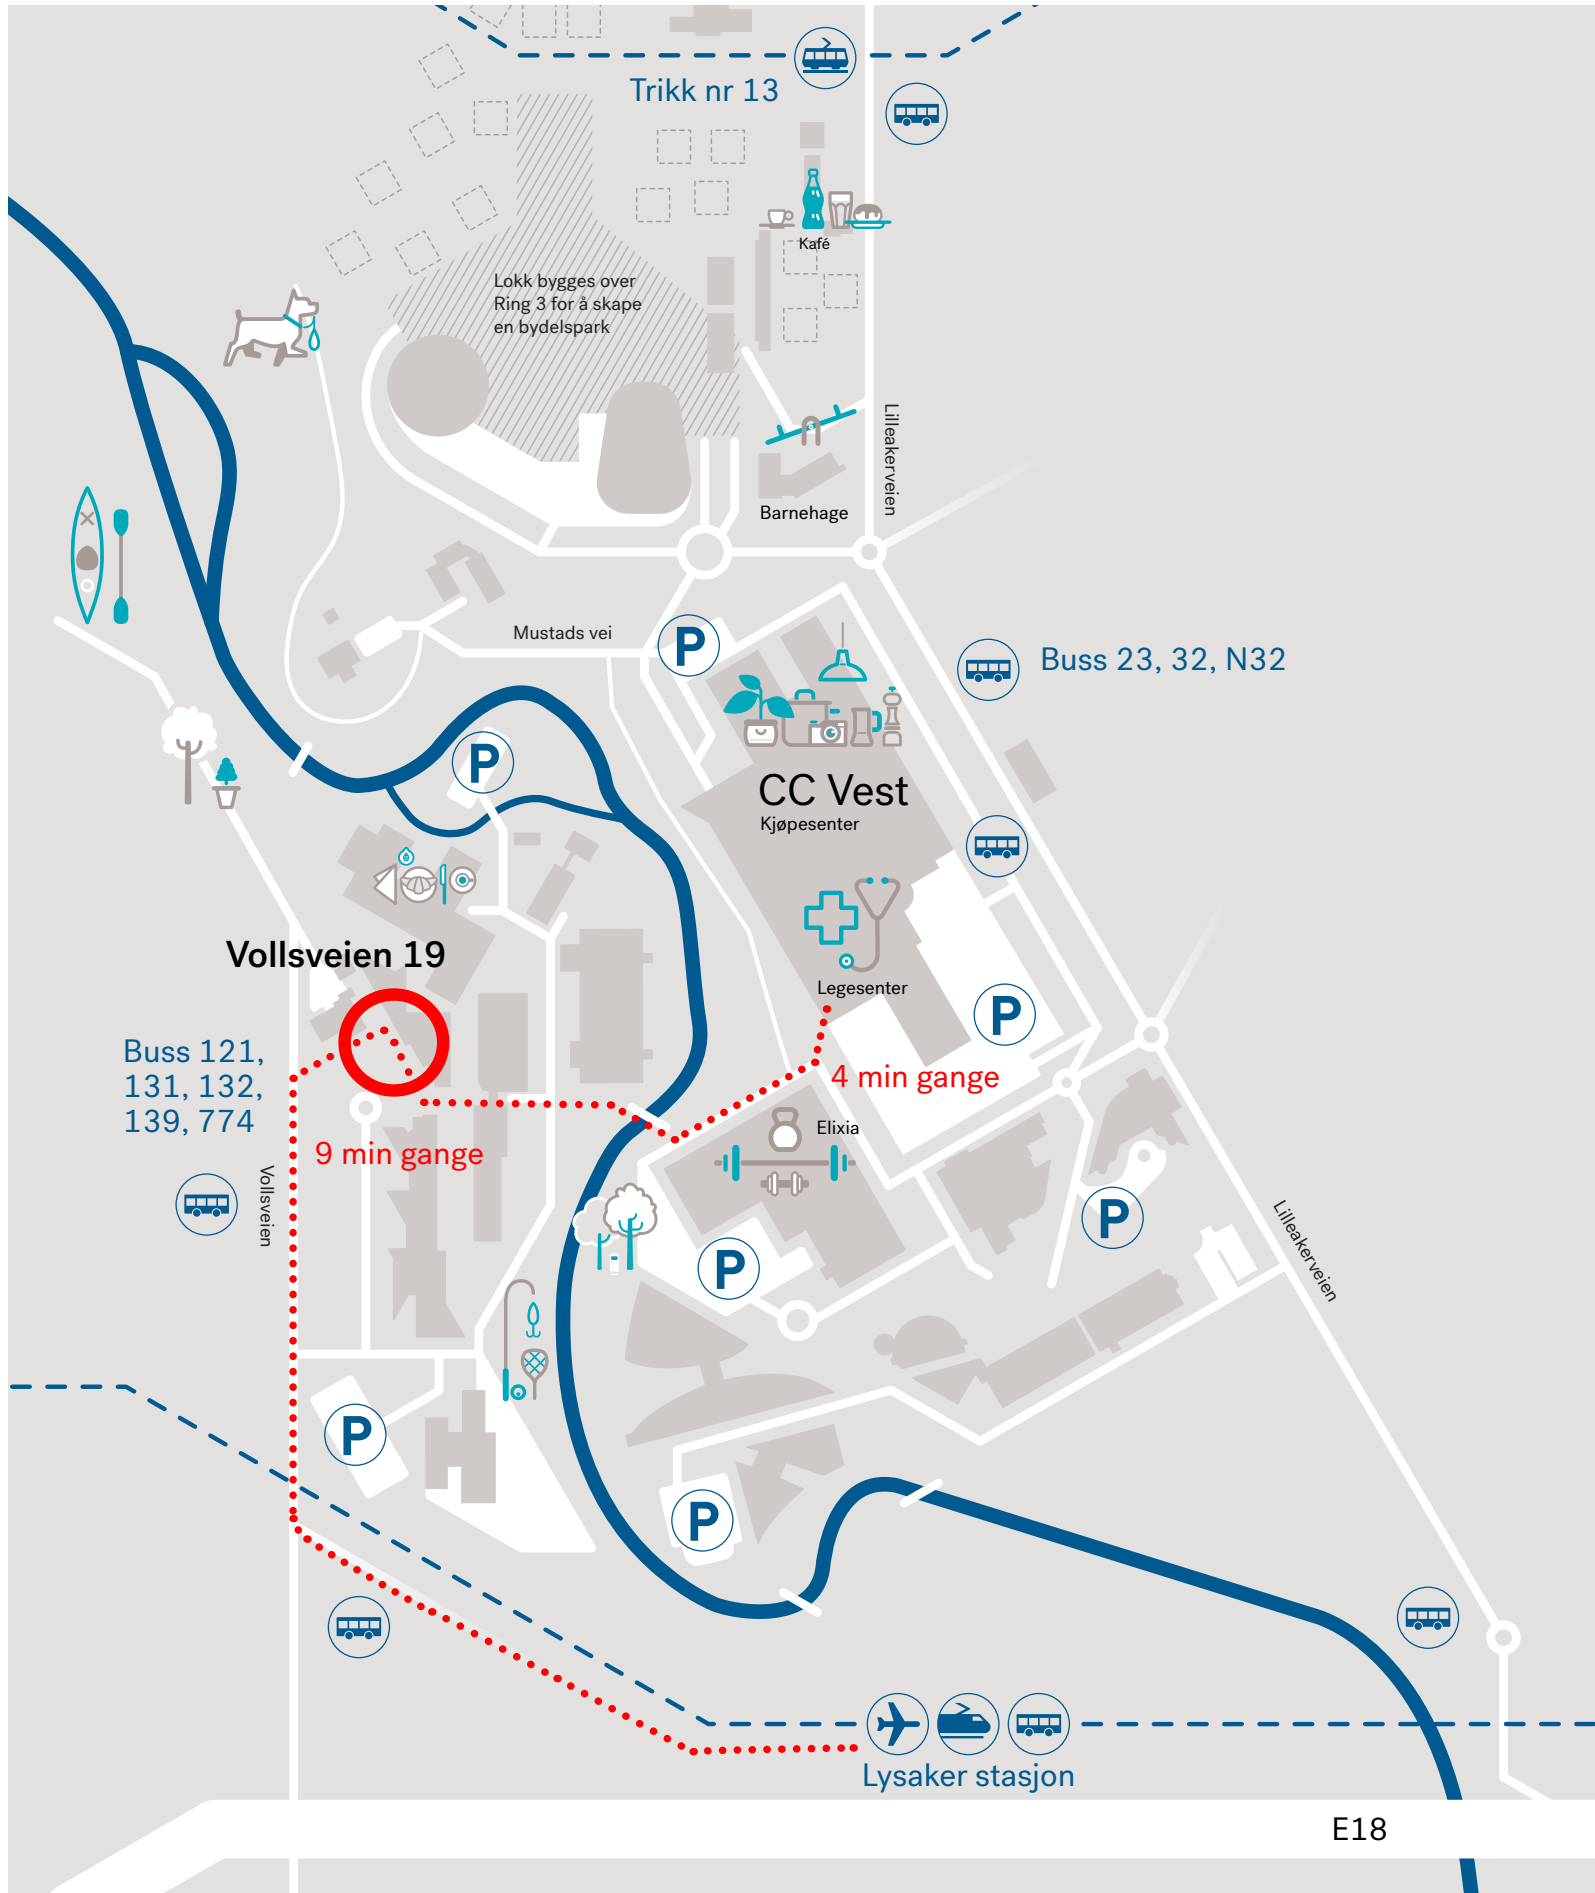 Trikk nr 13
Kafé
Lokk bygges over
Ring 3 for å skape
en bydelspark
Lilleakerveien
Barnehage
Mustads vei
P
Buss 23, 32, N32
P
CC Vest
Kjøpesenter
Vollsveien 19
Legesenter
P
Buss 121,
131, 132,
139, 774
4 min gange
Elixia
9 min gange
Vollsveien
P
P
Lilleakerveien
P
P
Lysaker stasjon
E18